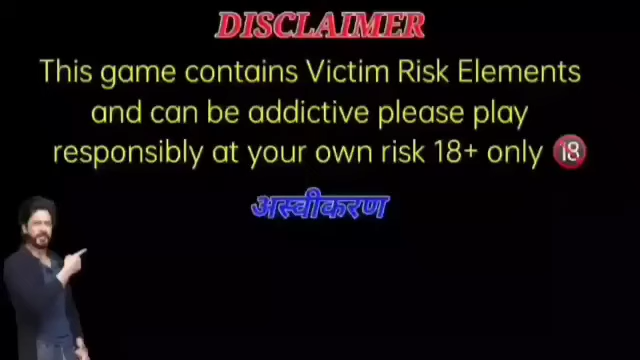 DISCLAIMER
This game contains Victim Risk Elements
and can be addictive please play
responsibly at your own risk 18+ only 🔞
अस्वीकरण